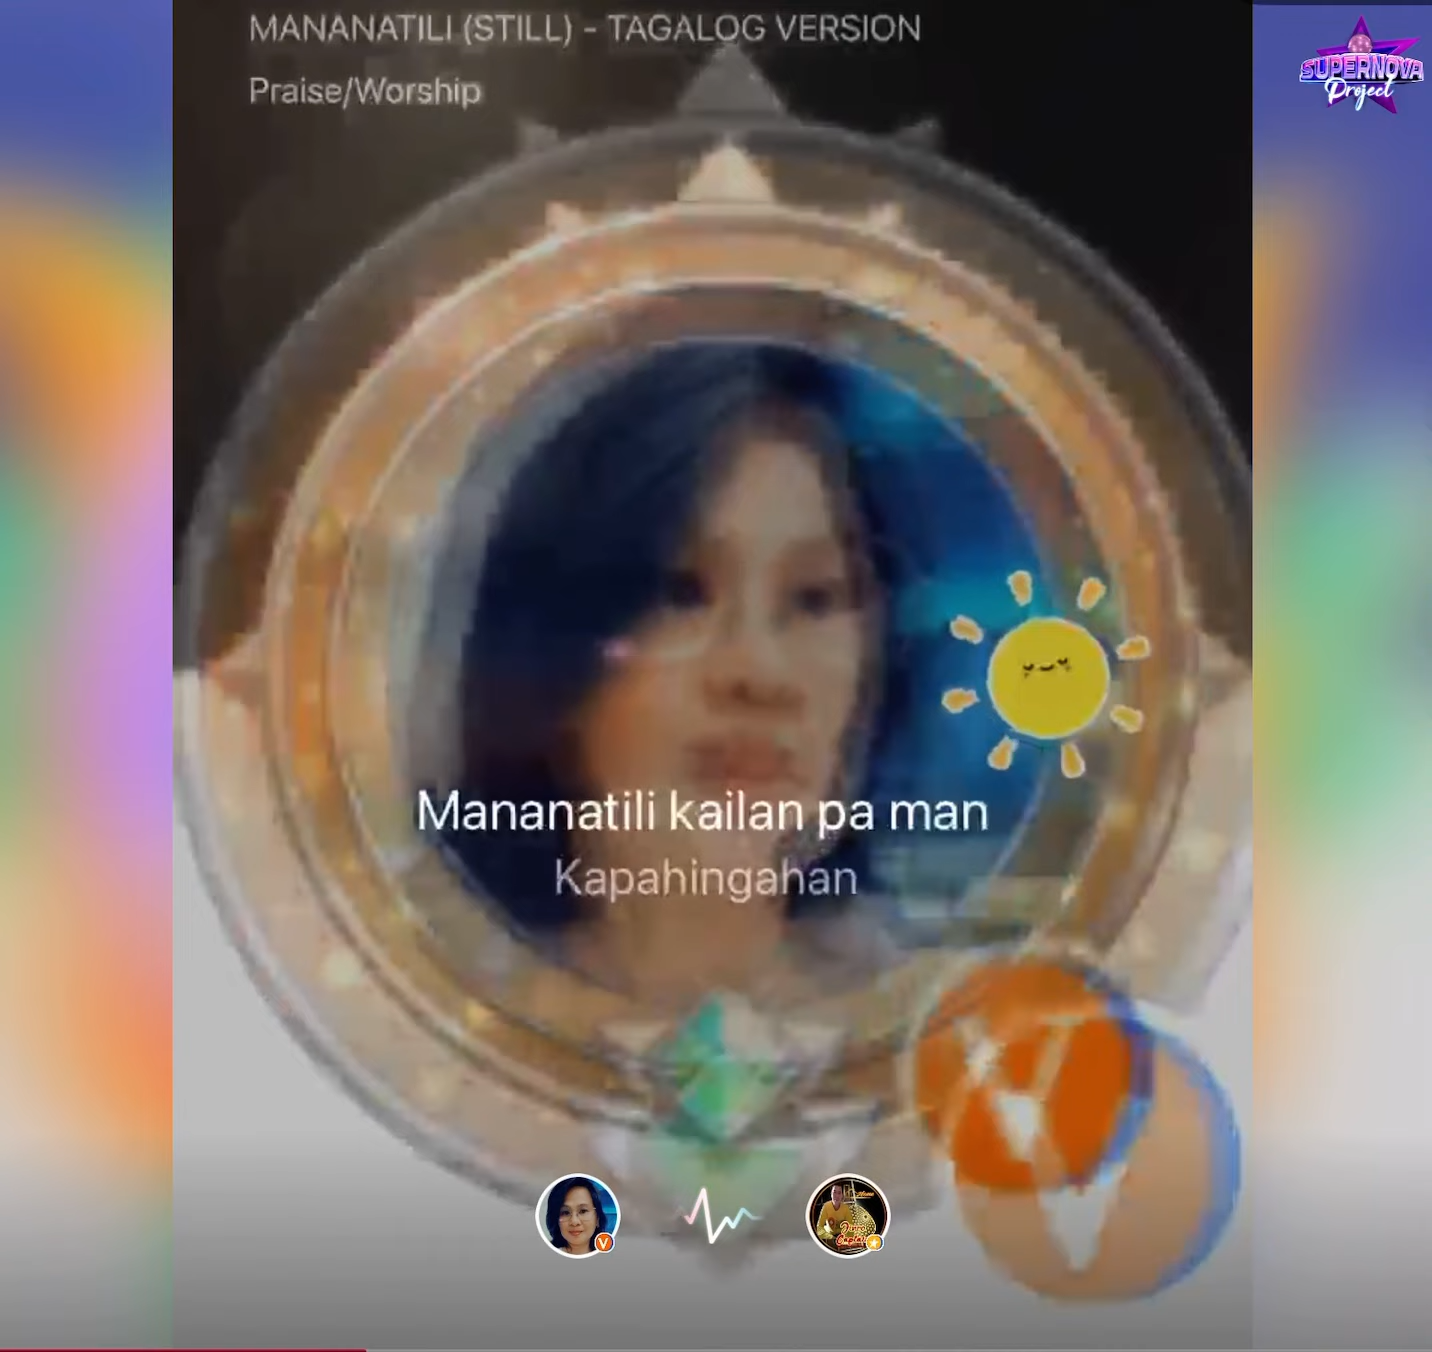 MANANATILI (STILL) - TAGALOG VERSION
Praise/Worship
SUPERNOVA
Project
Mananatili kailan pa man
Kapahingahan
V